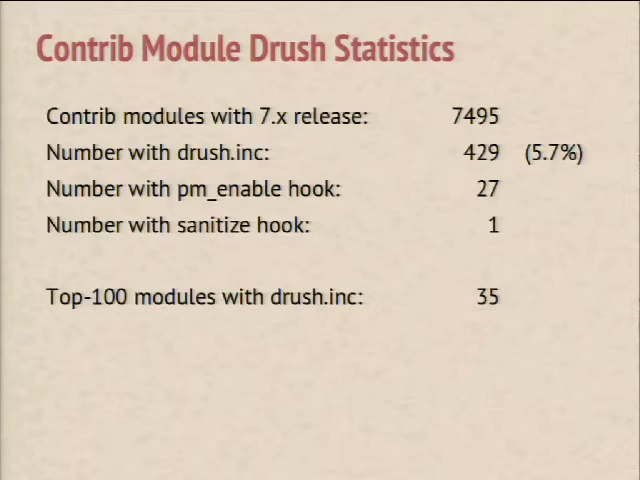 Contrib Module Drush Statistics
Contrib modules with 7.x release: 7495
Number with drush.inc: 429 (5.7%)
Number with pm_enable hook: 27
Number with sanitize hook: 1
Top-100 modules with drush.inc: 35